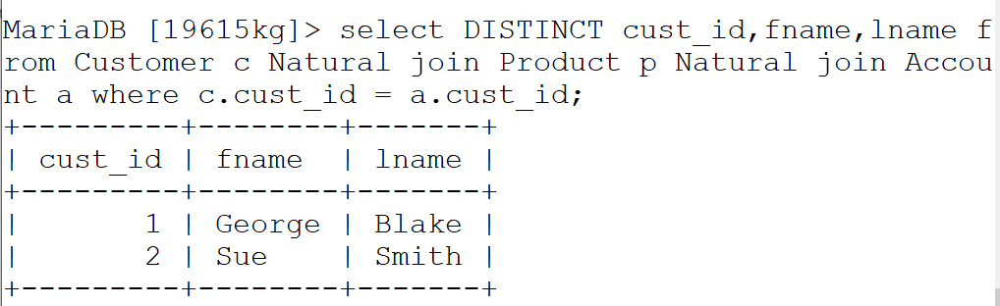 MariaDB [19615kg]> select DISTINCT cust_id,fname,lname f
rom Customer c Natural join Product p Natural join Accou
nt a where c.cust_id = a.cust_id;
+---------+--------+-------+
| cust_id | fname  | lname |
+---------+--------+-------+
|       1 | George | Blake |
|       2 | Sue    | Smith |
+---------+--------+-------+